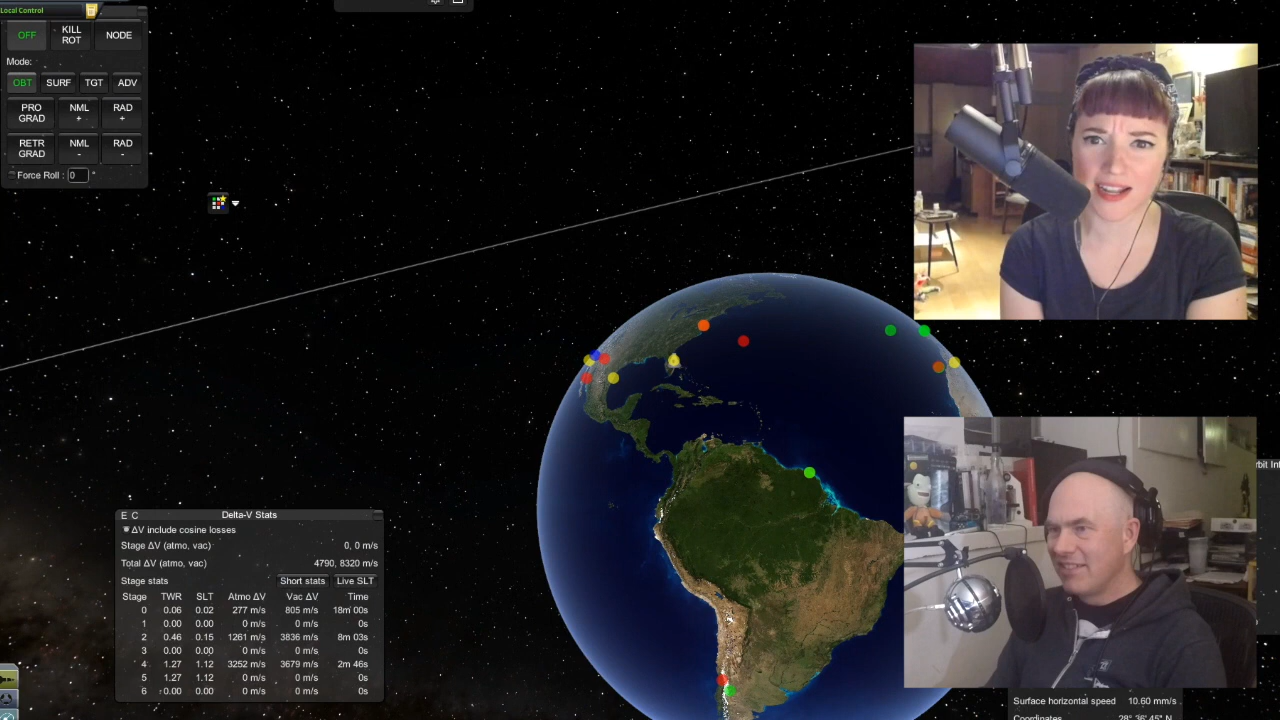 Local Control
OFF
KILL ROT
NODE
Mode:
OBT SURF TGT ADV
PRO GRAD
NML +
RAD +
RETR GRAD
NML -
RAD -
Force Roll : 0 °
E C Delta-V Stats
ΔV include cosine losses
Stage ΔV (atmo, vac) 0, 0 m/s
Total ΔV (atmo, vac) 4790, 8320 m/s
Stage stats Short stats Live SLT
Stage TWR SLT Atmo ΔV Vac ΔV Time
0 0.06 0.02 277 m/s 805 m/s 18m 00s
1 0.00 0.00 0 m/s 0 m/s 0s
2 0.46 0.15 1261 m/s 3836 m/s 8m 03s
3 0.00 0.00 0 m/s 0 m/s 0s
4 1.27 1.12 3252 m/s 3679 m/s 2m 46s
5 1.27 1.12 0 m/s 0 m/s 0s
6 0.00 0.00 0 m/s 0 m/s 0s
Surface horizontal speed 10.60 mm/s
Coordinates 28° 36' 45" N